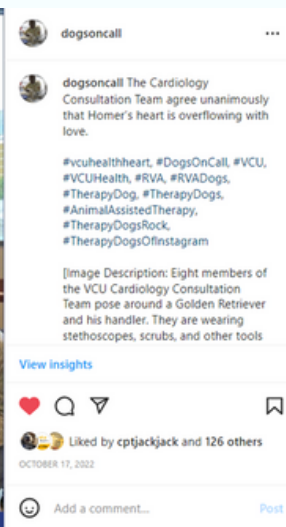 dogsoncall
dogsoncall The Cardiology
Consultation Team agree unanimously
that Homer's heart is overflowing with
love.
#vcuhealthheart, #DogsOnCall, #VCU,
#VCUHealth, #RVA, #RVADogs,
#TherapyDog, #TherapyDogs,
#AnimalAssistedTherapy,
#TherapyDogsRock,
#TherapyDogsOfInstagram
[Image Description: Eight members of
the VCU Cardiology Consultation
Team pose around a Golden Retriever
and his handler. They are wearing
stethoscopes, scrubs, and other tools
View insights
Liked by cptjackjack and 126 others
OCTOBER 17, 2022
Add a comment...
Post